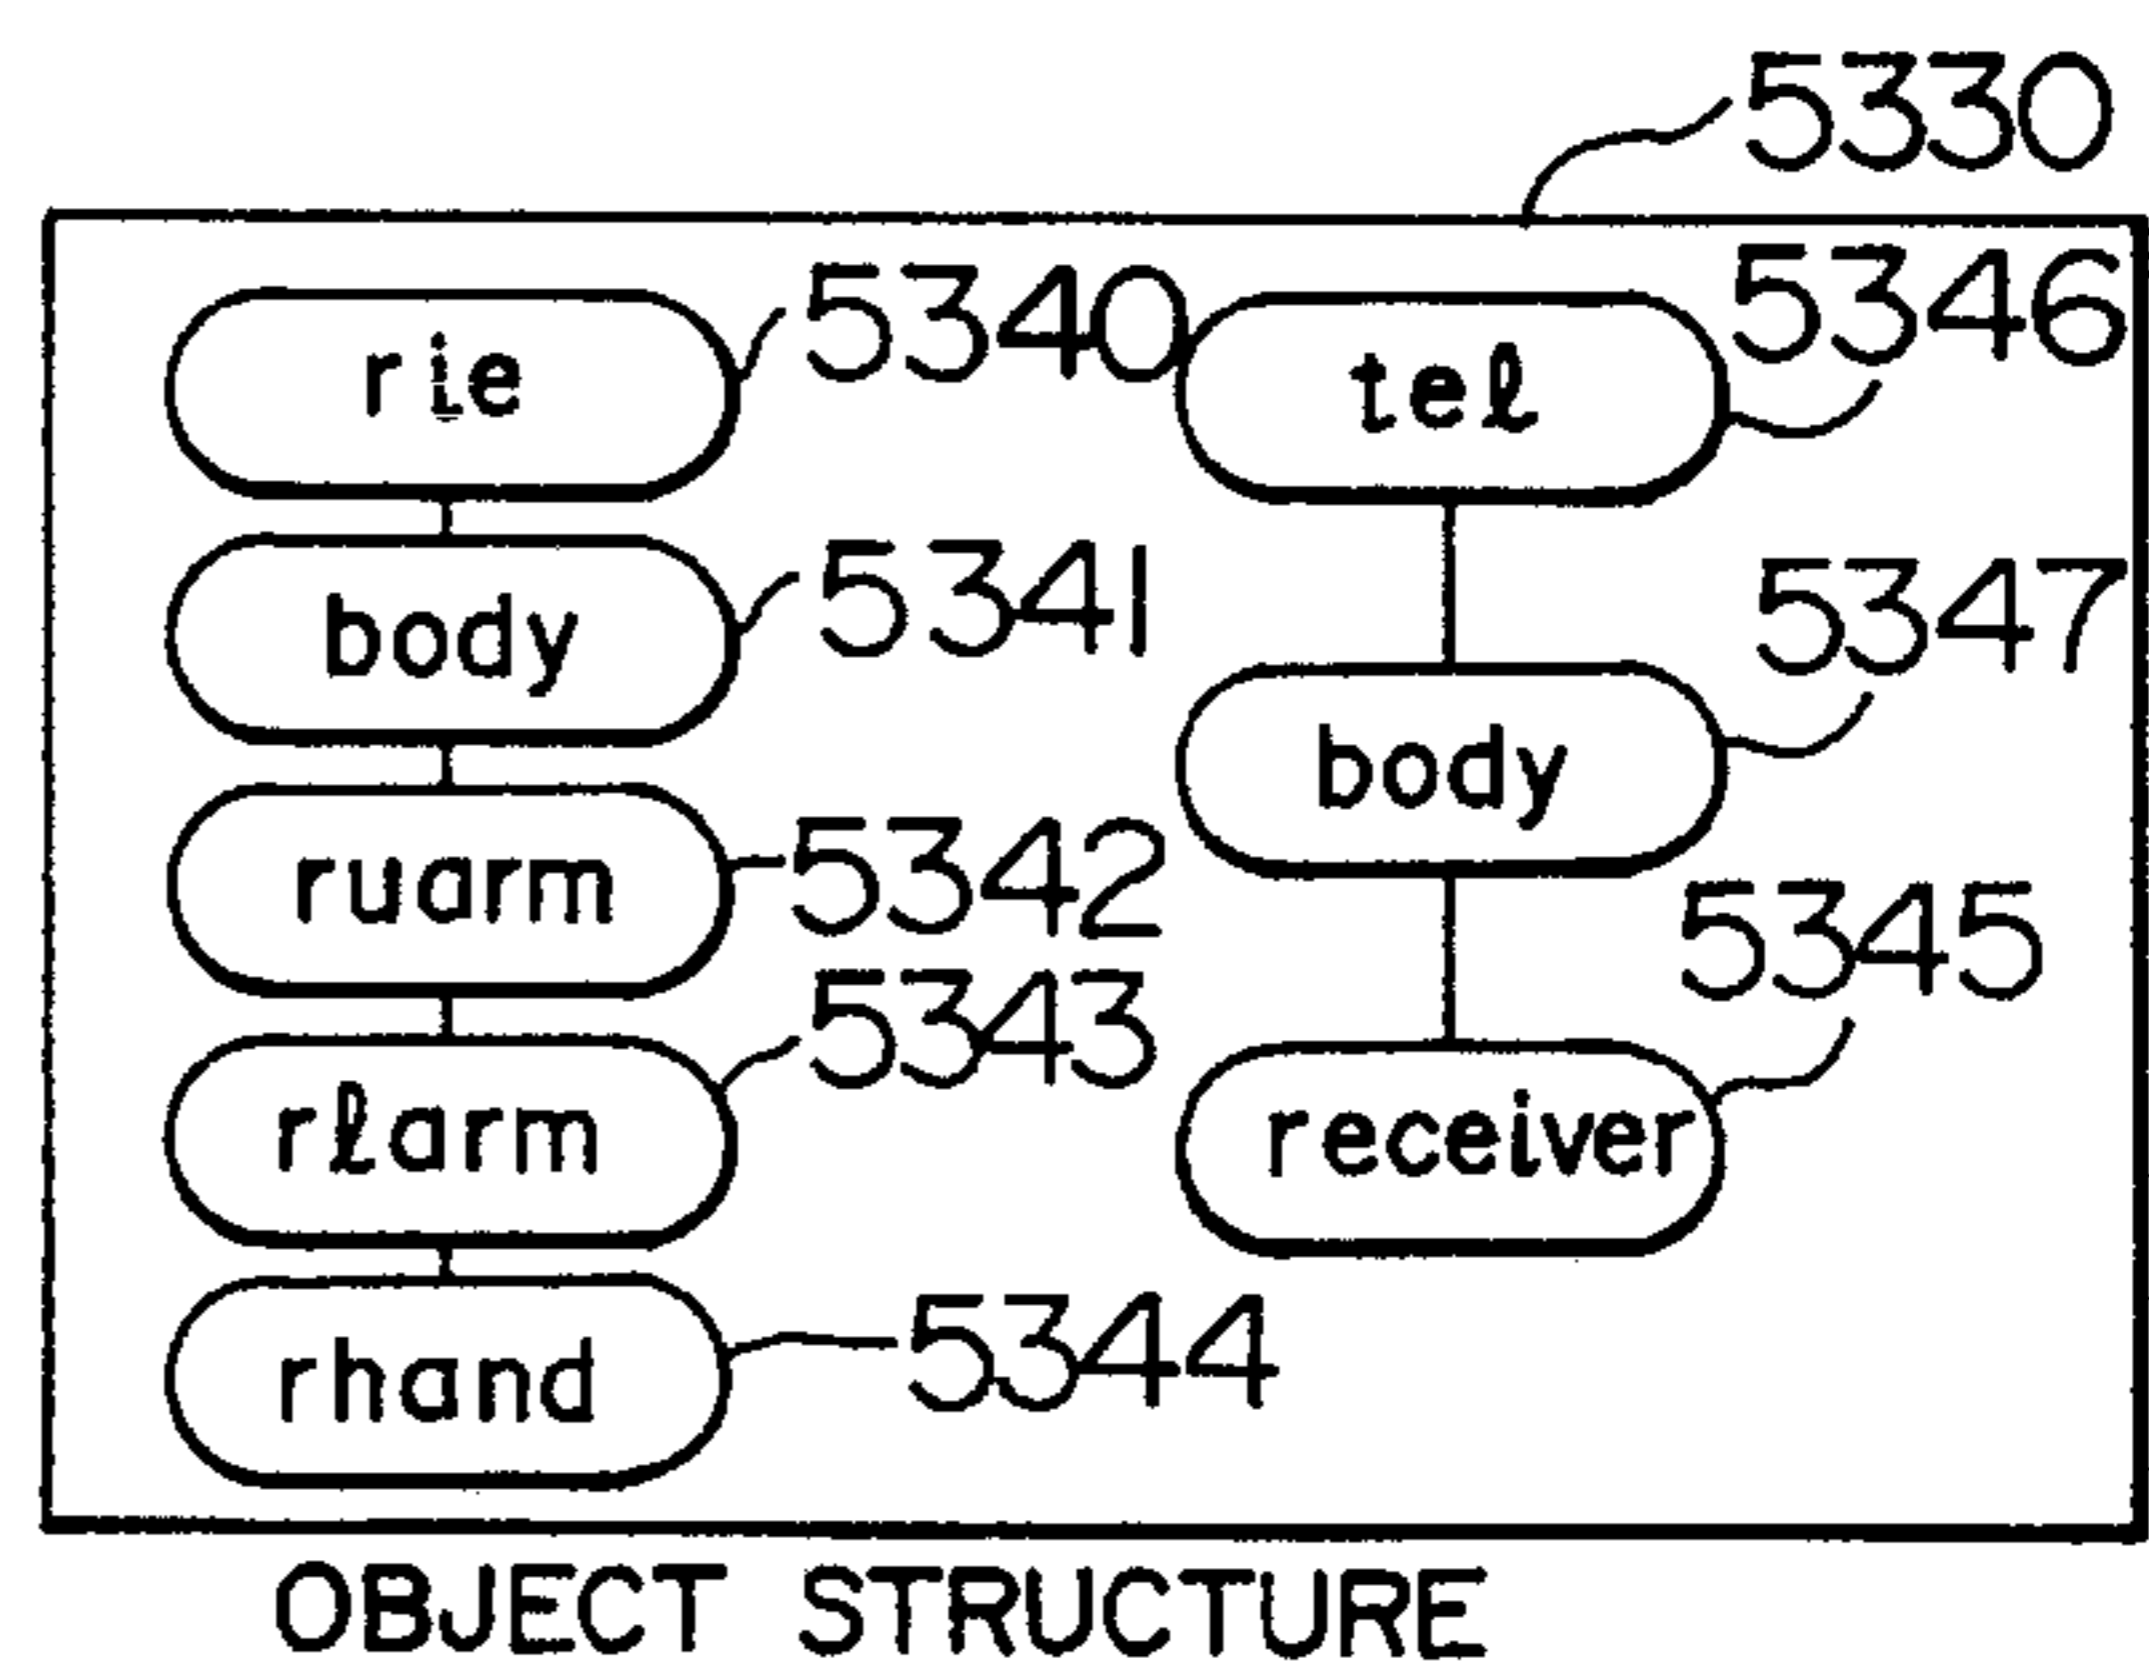 5330
rie 5340 tel 5346
body 5341
body 5347
ruarm 5342
receiver 5345
rlarm 5343
rhand 5344
OBJECT STRUCTURE